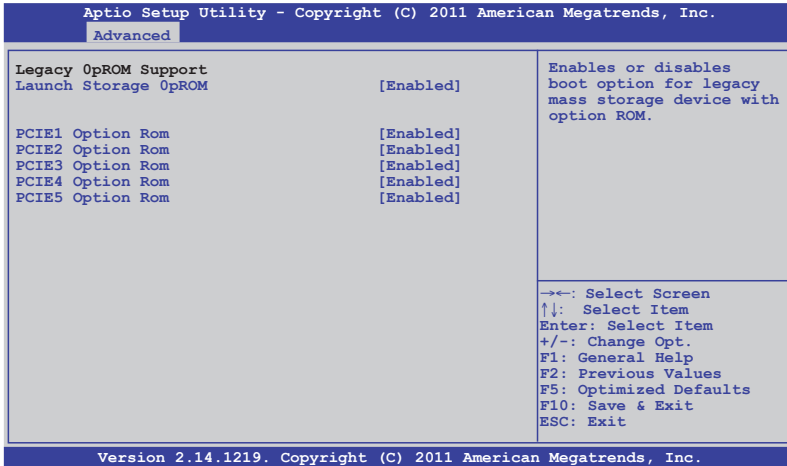 Aptio Setup Utility - Copyright (C) 2011 American Megatrends, Inc.
Advanced
Legacy 0pROM Support
Launch Storage 0pROM [Enabled]
PCIE1 Option Rom [Enabled]
PCIE2 Option Rom [Enabled]
PCIE3 Option Rom [Enabled]
PCIE4 Option Rom [Enabled]
PCIE5 Option Rom [Enabled]
Enables or disables
boot option for legacy
mass storage device with
option ROM.
→←: Select Screen
↑↓: Select Item
Enter: Select Item
+/-: Change Opt.
F1: General Help
F2: Previous Values
F5: Optimized Defaults
F10: Save & Exit
ESC: Exit
Version 2.14.1219. Copyright (C) 2011 American Megatrends, Inc.